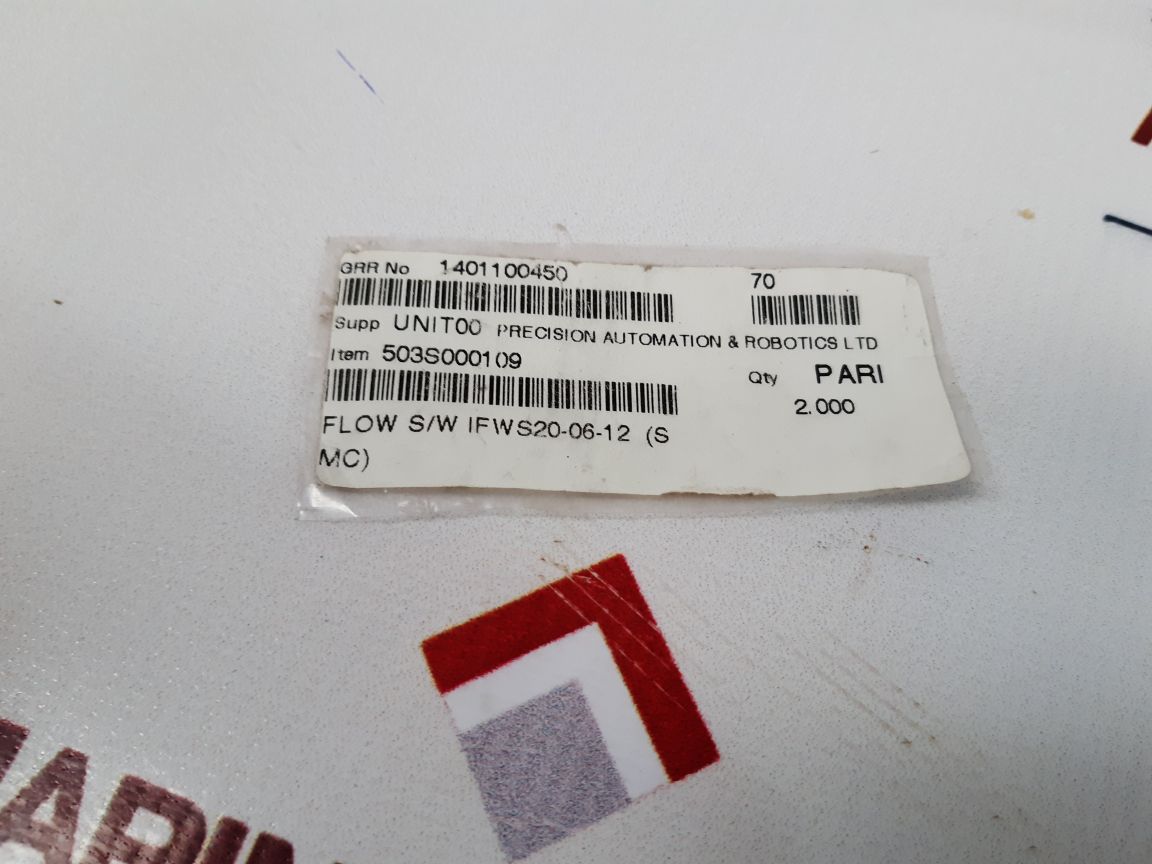 GRR No 1401100450 70
Supp UNIT00 PRECISION AUTOMATION & ROBOTICS LTD
Item 503S000109
Qty PARI
2.000
FLOW S/W IFWS20-06-12 (S
MC)